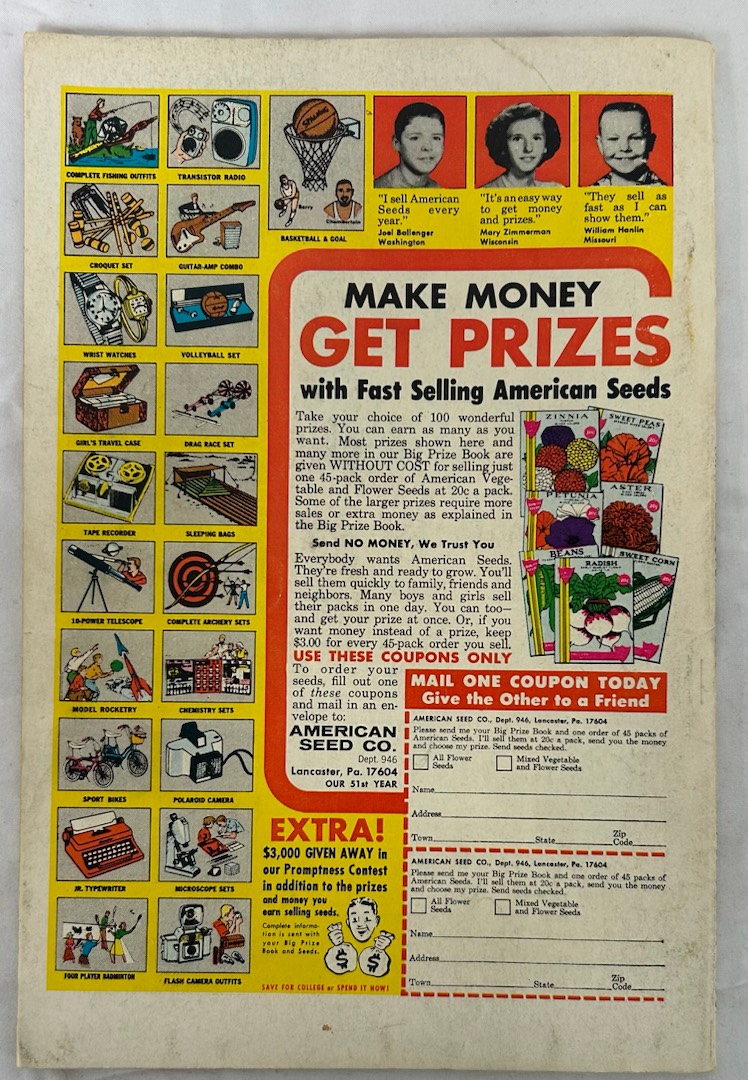 COMPLETE FISHING OUTFITS
TRANSISTOR RADIO
CROQUET SET
GUITAR-AMP COMBO
WRIST WATCHES
VOLLEYBALL SET
GIRL'S TRAVEL CASE
DRAG RACE SET
TAPE RECORDER
SLEEPING BAGS
10-POWER TELESCOPE
COMPLETE ARCHERY SETS
MODEL ROCKETRY
CHEMISTRY SETS
SPORT BIKES
POLAROID CAMERA
JR. TYPEWRITER
MICROSCOPE SETS
FOUR PLAYER BADMINTON
FLASH CAMERA OUTFITS
SPALDING
Barry
Chamberlain
BASKETBALL & GOAL
"I sell American
Seeds every
year."
Joel Ballenger
Washington
"It's an easy way
to get money
and prizes."
Mary Zimmerman
Wisconsin
"They sell as
fast as I can
show them."
William Hanlin
Missouri
MAKE MONEY
GET PRIZES
with Fast Selling American Seeds
Take your choice of 100 wonderful
prizes. You can earn as many as you
want. Most prizes shown here and
many more in our Big Prize Book are
given WITHOUT COST for selling just
one 45-pack order of American Vege-
table and Flower Seeds at 20c a pack.
Some of the larger prizes require more
sales or extra money as explained in
the Big Prize Book.
Send NO MONEY, We Trust You
Everybody wants American Seeds.
They're fresh and ready to grow. You'll
sell them quickly to family, friends and
neighbors. Many boys and girls sell
their packs in one day. You can too—
and get your prize at once. Or, if you
want money instead of a prize, keep
$3.00 for every 45-pack order you sell.
USE THESE COUPONS ONLY
To order your
seeds, fill out one
of these coupons
and mail in an en-
velope to:
AMERICAN
SEED CO.
Dept. 946
Lancaster, Pa. 17604
OUR 51st YEAR
ZINNIA
SWEET PEAS
PETUNIA
ASTER
BEANS
RADISH
SWEET CORN
MAIL ONE COUPON TODAY
Give the Other to a Friend
AMERICAN SEED CO., Dept. 946, Lancaster, Pa. 17604
Please send me your Big Prize Book and one order of 45 packs of
American Seeds. I'll sell them at 20c a pack, send you the money
and choose my prize. Send seeds checked.
All Flower
Seeds
Mixed Vegetable
and Flower Seeds
Name
Address
Town State Zip Code
AMERICAN SEED CO., Dept. 946, Lancaster, Pa. 17604
Please send me your Big Prize Book and one order of 45 packs of
American Seeds. I'll sell them at 20c a pack, send you the money
and choose my prize. Send seeds checked.
All Flower
Seeds
Mixed Vegetable
and Flower Seeds
Name
Address
Town State Zip Code
EXTRA!
$3,000 GIVEN AWAY in
our Promptness Contest
in addition to the prizes
and money you
earn selling seeds.
Complete informa-
tion is sent with
your Big Prize
Book and Seeds.
$ $
SAVE FOR COLLEGE or SPEND IT NOW!